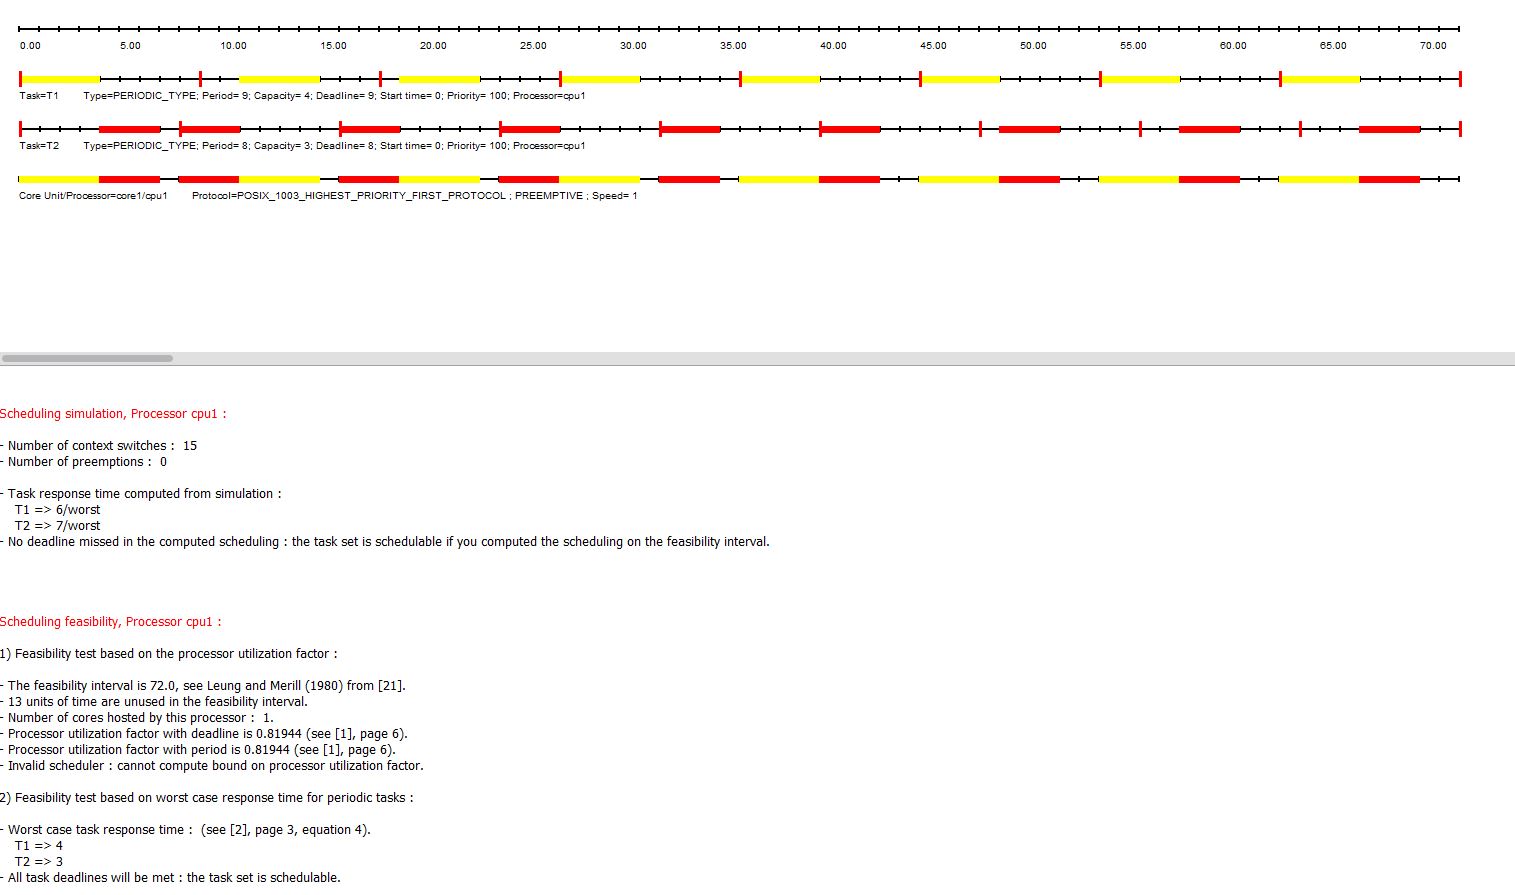 0.00 5.00 10.00 15.00 20.00 25.00 30.00 35.00 40.00 45.00 50.00 55.00 60.00 65.00 70.00
Task=T1 Type=PERIODIC_TYPE; Period= 9; Capacity= 4; Deadline= 9; Start time= 0; Priority= 100; Processor=cpu1
Task=T2 Type=PERIODIC_TYPE; Period= 8; Capacity= 3; Deadline= 8; Start time= 0; Priority= 100; Processor=cpu1
Core Unit/Processor=core1/cpu1 Protocol=POSIX_1003_HIGHEST_PRIORITY_FIRST_PROTOCOL ; PREEMPTIVE ; Speed= 1
Scheduling simulation, Processor cpu1 :
- Number of context switches : 15
- Number of preemptions : 0
- Task response time computed from simulation :
T1 => 6/worst
T2 => 7/worst
- No deadline missed in the computed scheduling : the task set is schedulable if you computed the scheduling on the feasibility interval.
Scheduling feasibility, Processor cpu1 :
1) Feasibility test based on the processor utilization factor :
- The feasibility interval is 72.0, see Leung and Merill (1980) from [21].
- 13 units of time are unused in the feasibility interval.
- Number of cores hosted by this processor : 1.
- Processor utilization factor with deadline is 0.81944 (see [1], page 6).
- Processor utilization factor with period is 0.81944 (see [1], page 6).
- Invalid scheduler : cannot compute bound on processor utilization factor.
2) Feasibility test based on worst case response time for periodic tasks :
- Worst case task response time : (see [2], page 3, equation 4).
T1 => 4
T2 => 3
- All task deadlines will be met : the task set is schedulable.